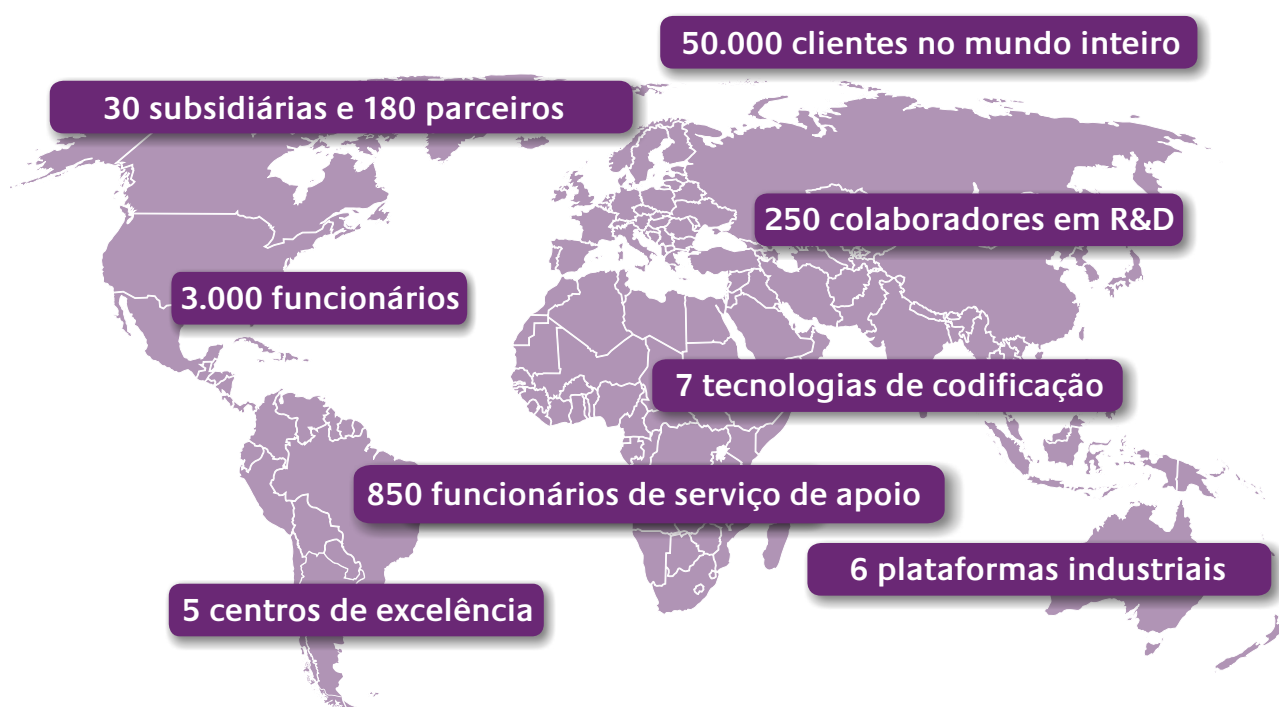 50.000 clientes no mundo inteiro
30 subsidiárias e 180 parceiros
250 colaboradores em R&D
3.000 funcionários
7 tecnologias de codificação
850 funcionários de serviço de apoio
6 plataformas industriais
5 centros de excelência